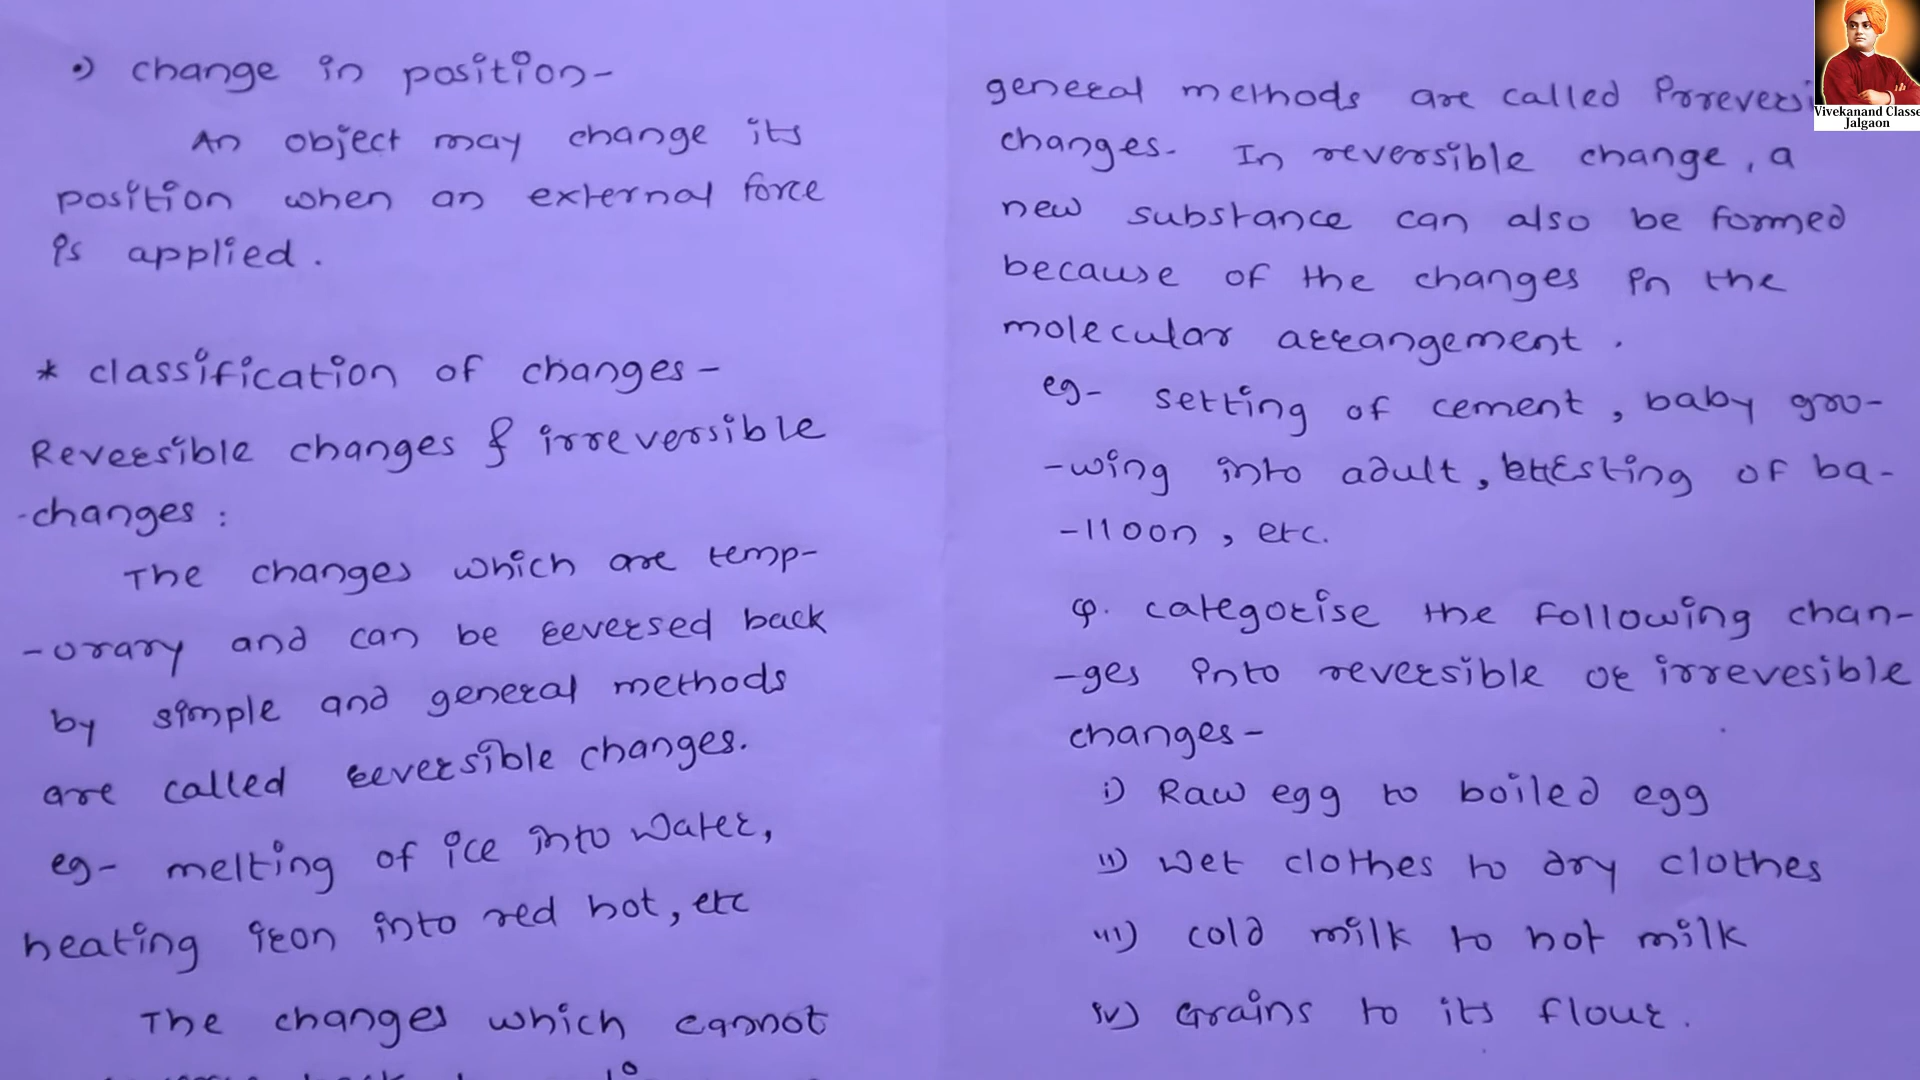 •) change in position-
An object may change its
position when an external force
is applied.
* classification of changes-
Reversible changes & irreversible
-changes:
The changes which are temp-
-orary and can be reversed back
by simple and general methods
are called reversible changes.
eg- melting of ice into water,
heating iron into red hot, etc
The changes which cannot
general methods are called Irreversi
changes. In reversible change, a
new substance can also be formed
because of the changes in the
molecular arrangement.
eg- setting of cement, baby gro-
-wing into adult, bursting of ba-
-lloon, etc.
Q. categorise the following chan-
-ges into reversible or irrevesible
changes-
i) Raw egg to boiled egg
ii) Wet clothes to dry clothes
iii) cold milk to hot milk
iv) Grains to its flour.
Vivekanand Classe
Jalgaon